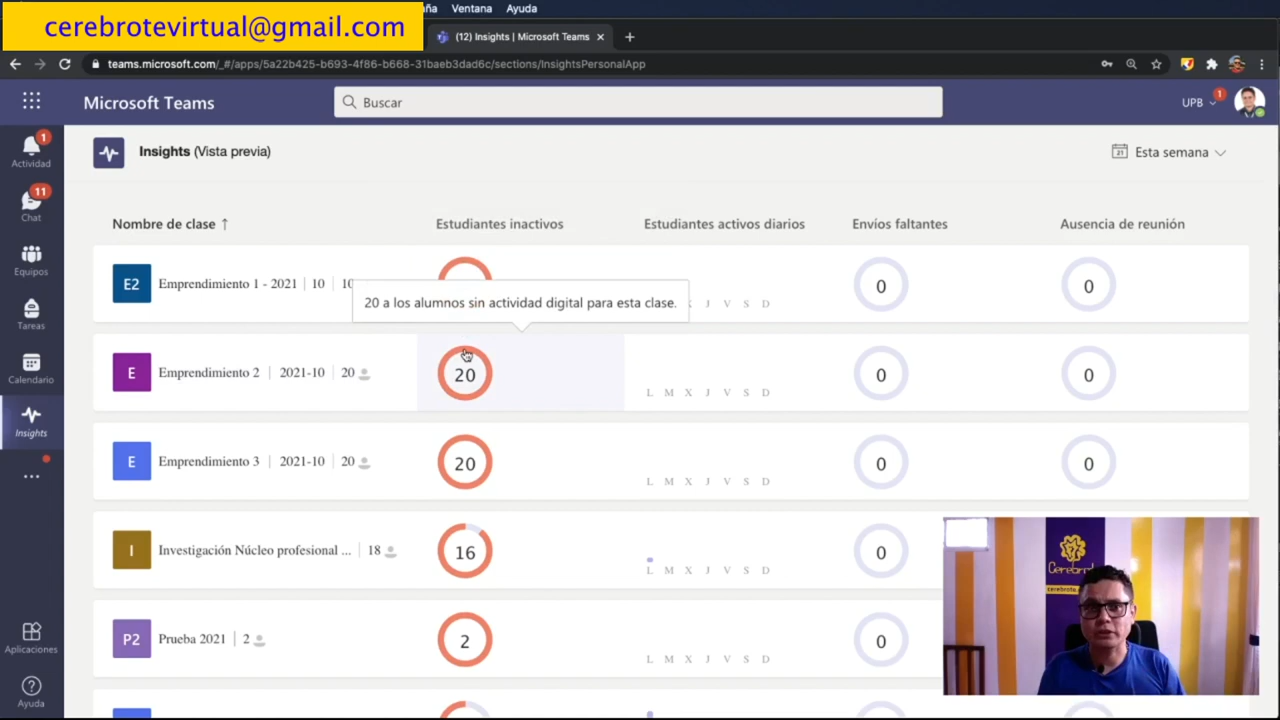 cerebrotevirtual@gmail.com
Ventana Ayuda
(12) Insights | Microsoft Teams
teams.microsoft.com/_#/apps/5a22b425-b693-4f86-b668-31baeb3dad6c/sections/InsightsPersonalApp
Microsoft Teams
Buscar
UPB
1
Actividad
1
Chat
11
Equipos
Tareas
Calendario
Insights
Aplicaciones
Ayuda
Insights (Vista previa)
21
Esta semana
Nombre de clase ↑ Estudiantes inactivos Estudiantes activos diarios Envíos faltantes Ausencia de reunión
E2 Emprendimiento 1 - 2021 | 10 | 0 0
20 a los alumnos sin actividad digital para esta clase.
J V S D
E Emprendimiento 2 | 2021-10 | 20 20 L M X J V S D 0 0
E Emprendimiento 3 | 2021-10 | 20 20 L M X J V S D 0 0
I Investigación Núcleo profesional ... | 18 16 L M X J V S D 0
P2 Prueba 2021 | 2 2 L M X J V S D 0